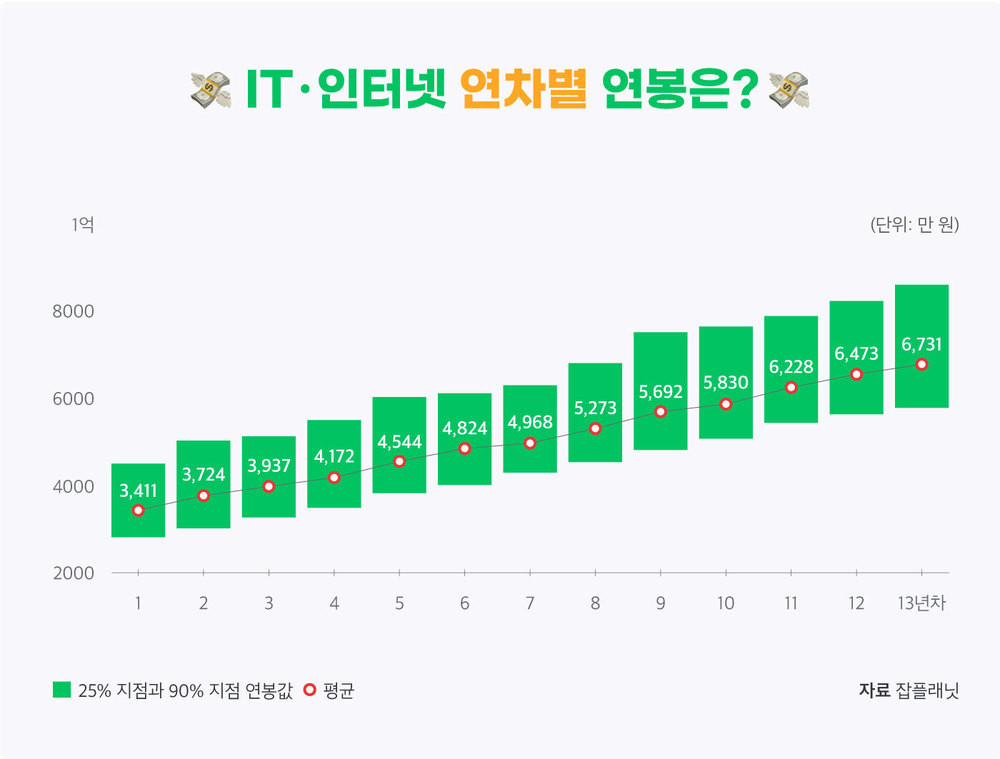 IT·인터넷 연차별 연봉은?
1억
(단위: 만 원)
8000
6000
4000
2000
3,411
3,724
3,937
4,172
4,544
4,824
4,968
5,273
5,692
5,830
6,228
6,473
6,731
1 2 3 4 5 6 7 8 9 10 11 12 13년차
25% 지점과 90% 지점 연봉값 평균
자료 잡플래닛